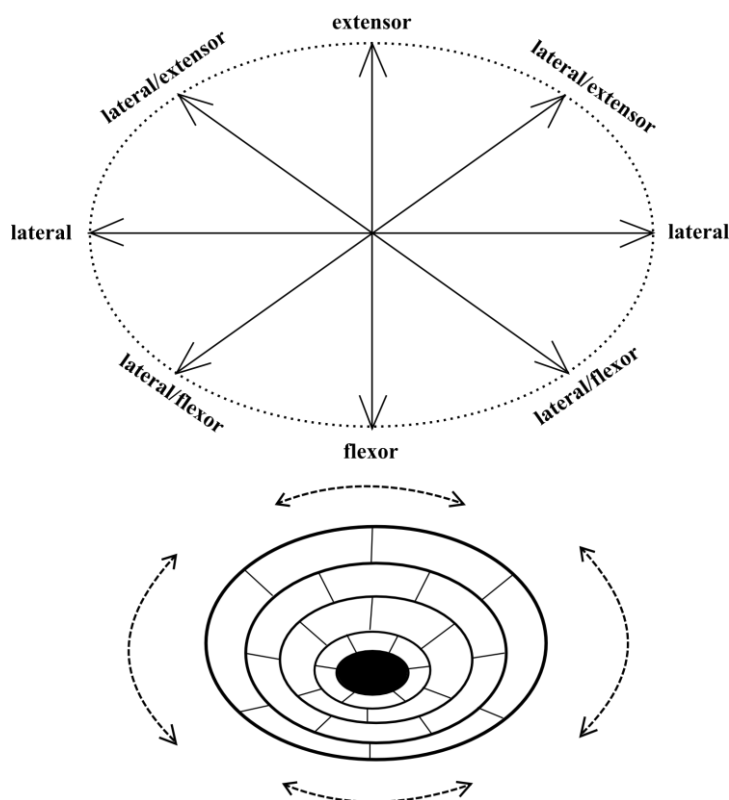 extensor
lateral/extensor
lateral/extensor
lateral
lateral
lateral/flexor
lateral/flexor
flexor